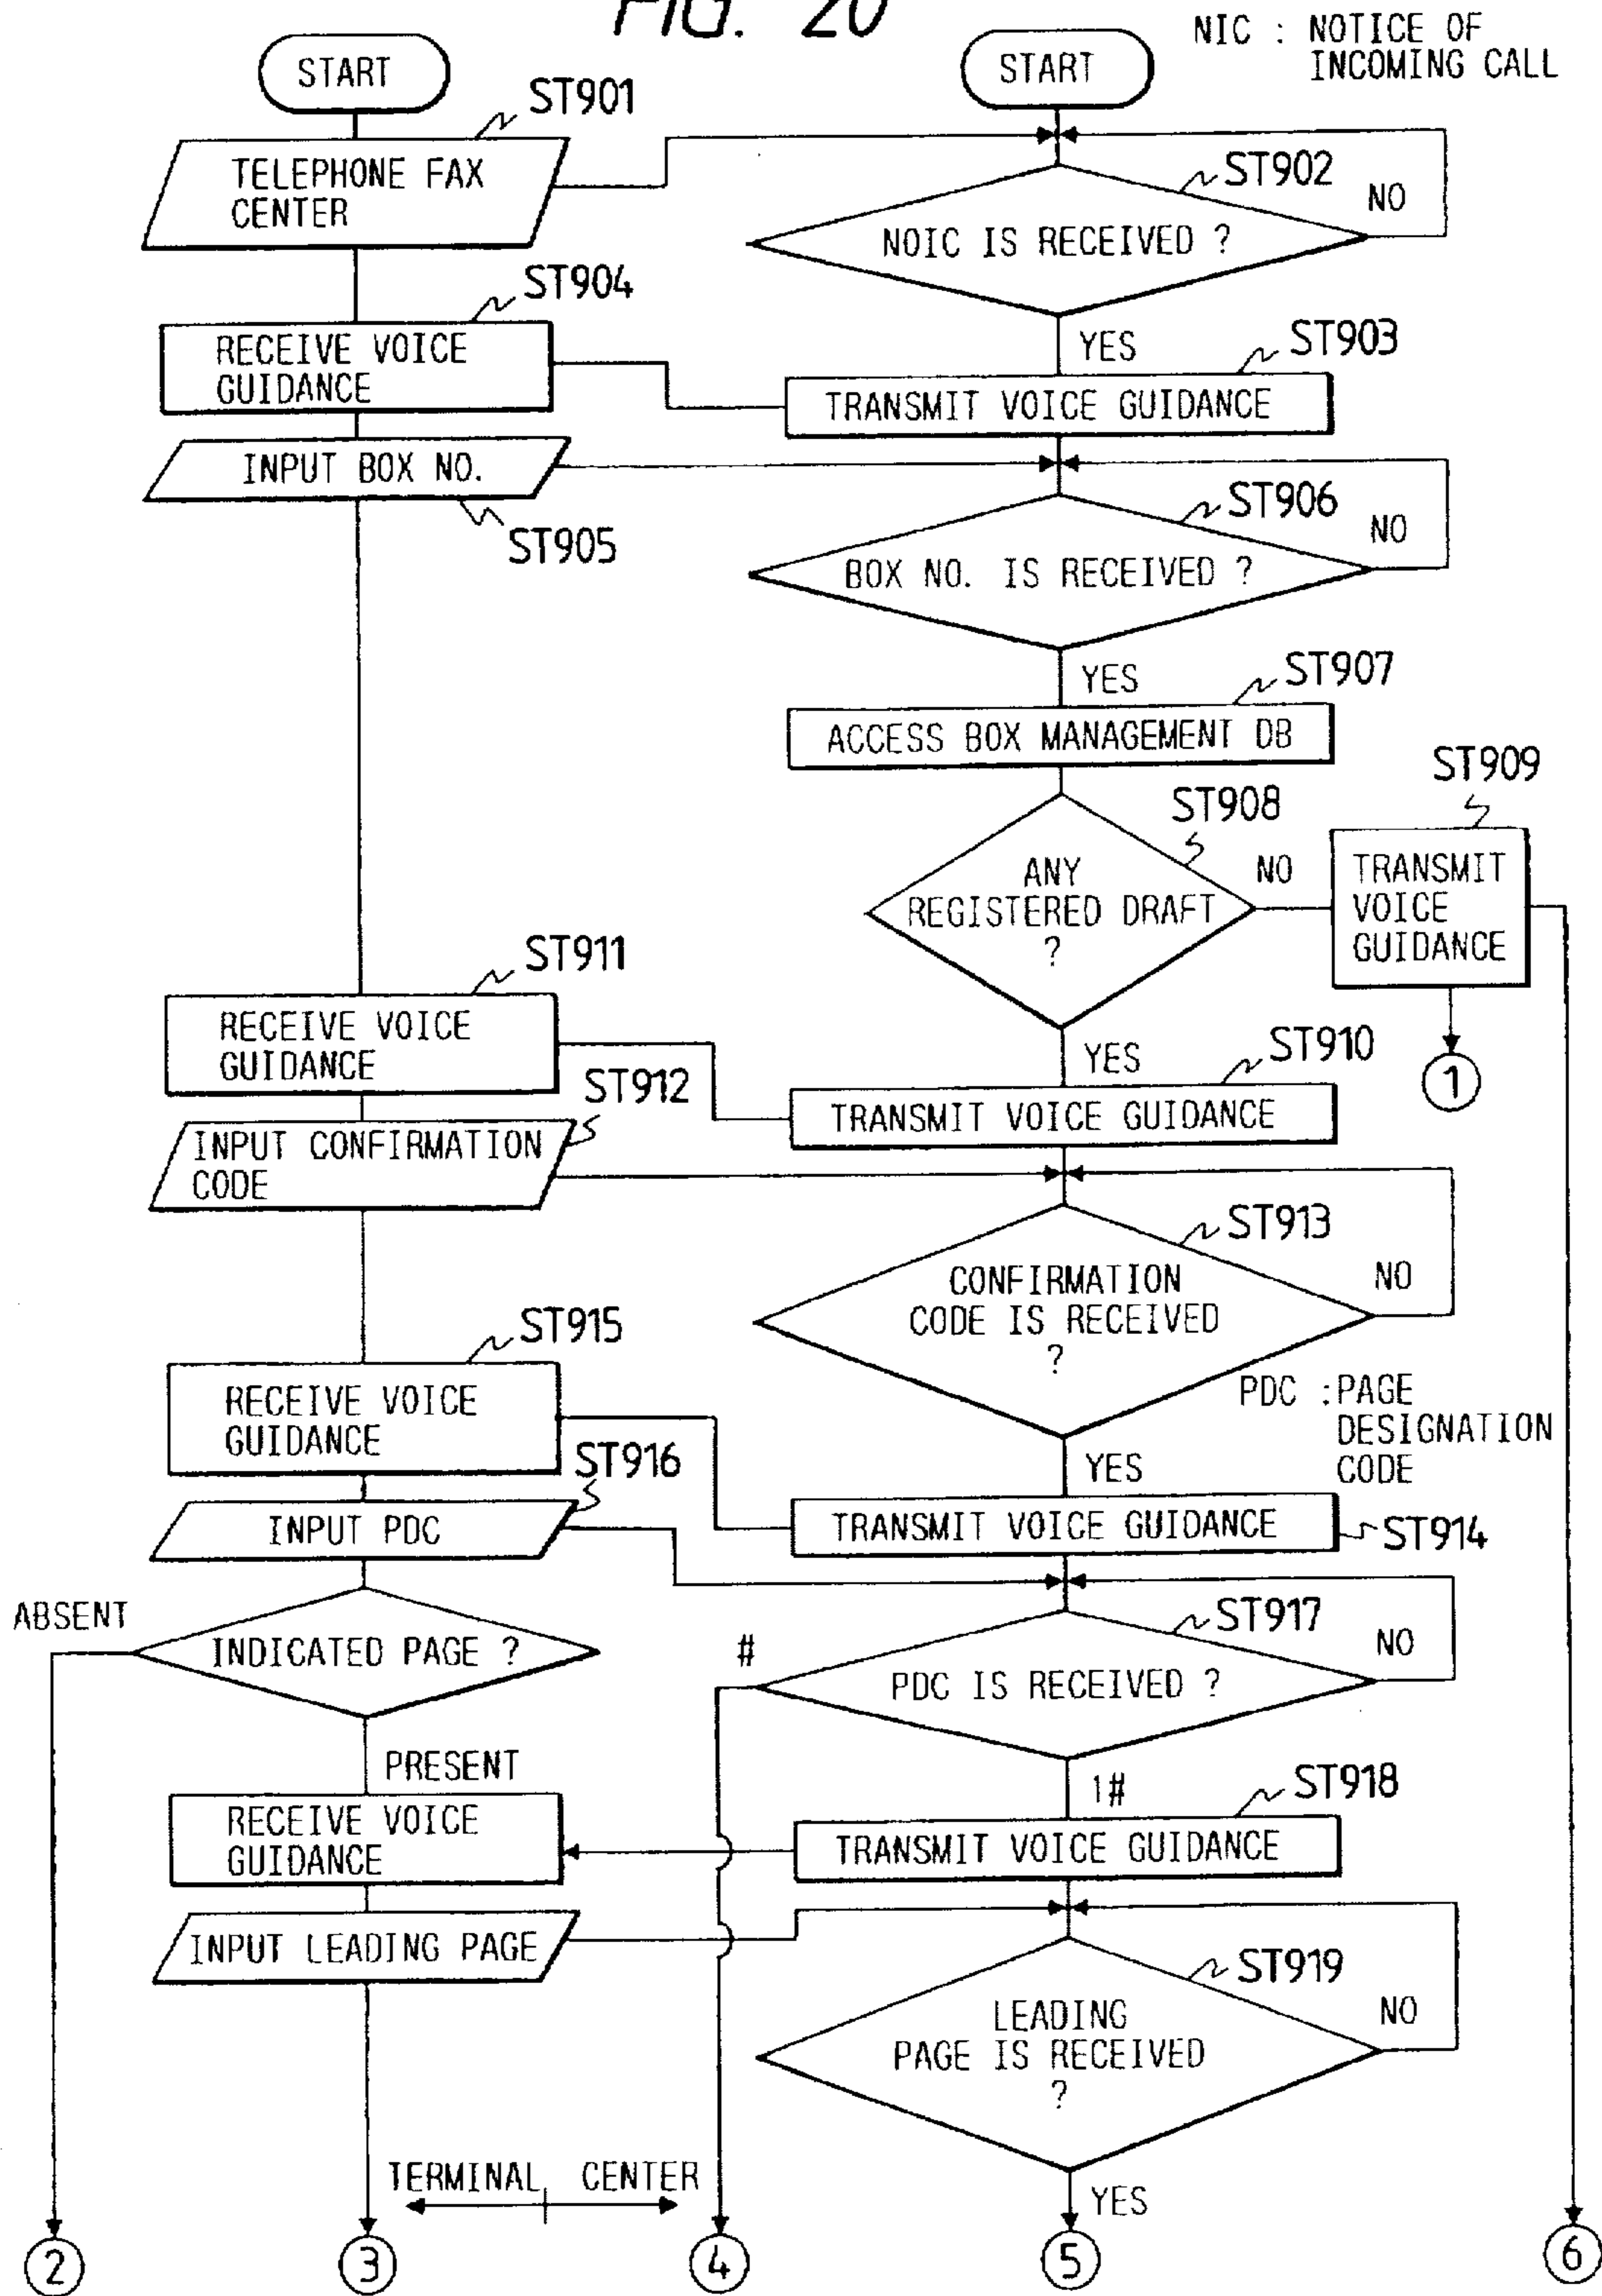 FIG. 20
NIC : NOTICE OF
INCOMING CALL
START
START
ST901
TELEPHONE FAX
CENTER
ST902
NO
NOIC IS RECEIVED ?
ST904
YES
ST903
RECEIVE VOICE
GUIDANCE
TRANSMIT VOICE GUIDANCE
INPUT BOX NO.
ST905
ST906
NO
BOX NO. IS RECEIVED ?
YES
ST907
ACCESS BOX MANAGEMENT DB
ST909
ST908
ANY
REGISTERED DRAFT
?
NO
TRANSMIT
VOICE
GUIDANCE
1
ST911
RECEIVE VOICE
GUIDANCE
YES
ST910
TRANSMIT VOICE GUIDANCE
ST912
INPUT CONFIRMATION
CODE
ST913
CONFIRMATION
CODE IS RECEIVED
?
NO
PDC : PAGE
DESIGNATION
CODE
ST915
RECEIVE VOICE
GUIDANCE
YES
TRANSMIT VOICE GUIDANCE
ST914
ST916
INPUT PDC
ABSENT
INDICATED PAGE ?
ST917
#
NO
PDC IS RECEIVED ?
PRESENT
1#
ST918
RECEIVE VOICE
GUIDANCE
TRANSMIT VOICE GUIDANCE
INPUT LEADING PAGE
ST919
LEADING
PAGE IS RECEIVED
?
NO
TERMINAL CENTER
YES
2
3
4
5
6